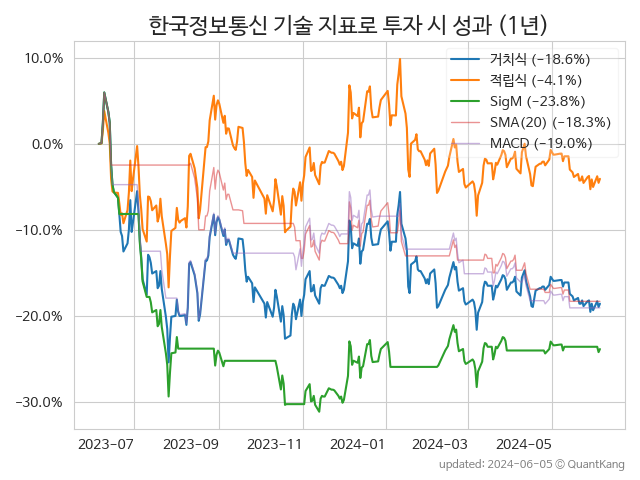 한국정보통신 기술 지표로 투자 시 성과 (1년)
거치식 (−18.6%)
적립식 (−4.1%)
SigM (−23.8%)
SMA(20) (−18.3%)
MACD (−19.0%)
10.0%
0.0%
−10.0%
−20.0%
−30.0%
2023-07 2023-09 2023-11 2024-01 2024-03 2024-05
updated: 2024-06-05 © QuantKang